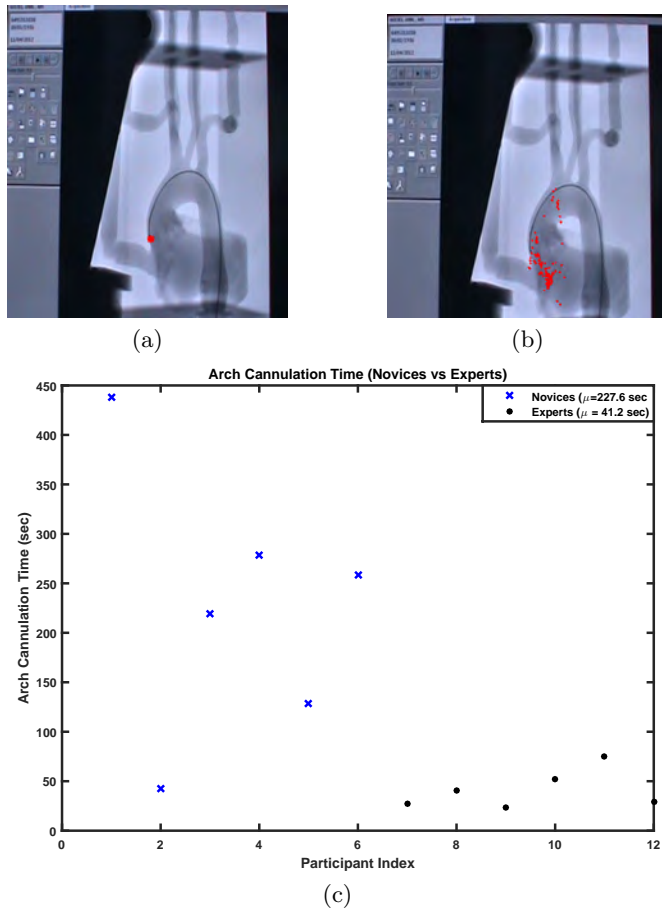 (a)
(b)
Arch Cannulation Time (Novices vs Experts)
Novices (μ=227.6 sec
Experts (μ = 41.2 sec)
450
400
350
300
250
200
150
100
50
0
Arch Cannulation Time (sec)
0 2 4 6 8 10 12
Participant Index
(c)